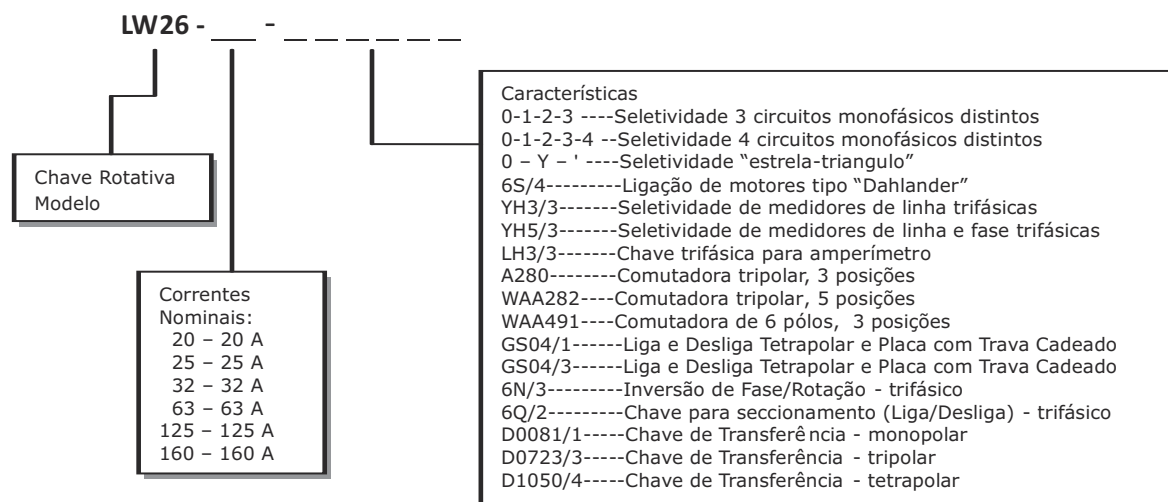 LW26 - ___ - _ _ _ _ _ _
Chave Rotativa
Modelo
Correntes
Nominais:
20 – 20 A
25 – 25 A
32 – 32 A
63 – 63 A
125 – 125 A
160 – 160 A
Características
0-1-2-3 ----Seletividade 3 circuitos monofásicos distintos
0-1-2-3-4 --Seletividade 4 circuitos monofásicos distintos
0 – Y – ' ----Seletividade “estrela-triangulo”
6S/4---------Ligação de motores tipo “Dahlander”
YH3/3-------Seletividade de medidores de linha trifásicas
YH5/3-------Seletividade de medidores de linha e fase trifásicas
LH3/3-------Chave trifásica para amperímetro
A280--------Comutadora tripolar, 3 posições
WAA282----Comutadora tripolar, 5 posições
WAA491----Comutadora de 6 pólos, 3 posições
GS04/1------Liga e Desliga Tetrapolar e Placa com Trava Cadeado
GS04/3------Liga e Desliga Tetrapolar e Placa com Trava Cadeado
6N/3---------Inversão de Fase/Rotação - trifásico
6Q/2---------Chave para seccionamento (Liga/Desliga) - trifásico
D0081/1-----Chave de Transferência - monopolar
D0723/3-----Chave de Transferência - tripolar
D1050/4-----Chave de Transferência - tetrapolar